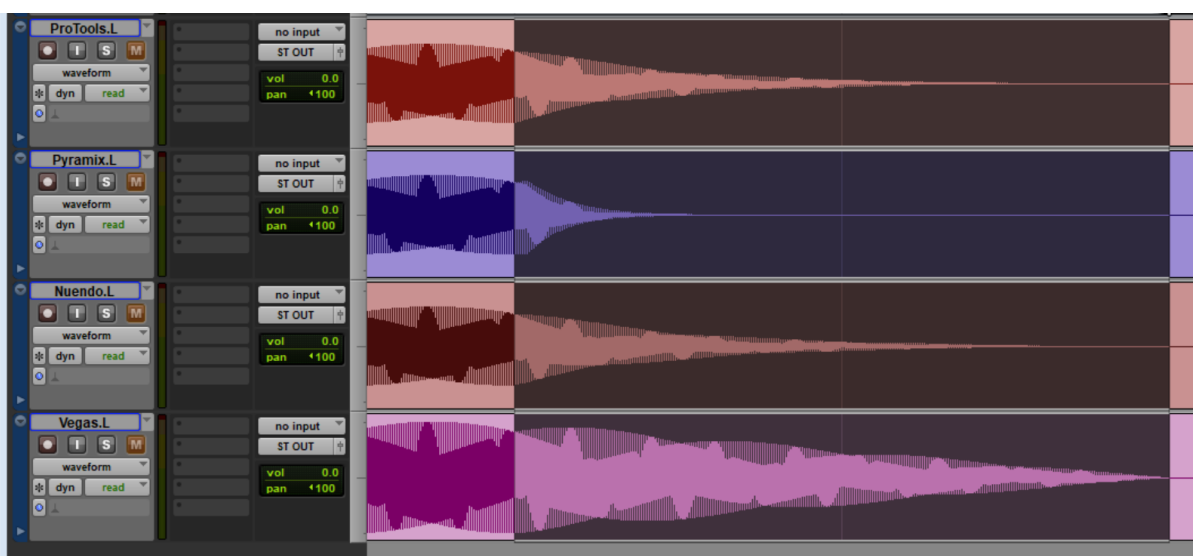 ProTools.L
no input
I S M
ST OUT
waveform
vol 0.0
dyn read
pan 100
Pyramix.L
no input
I S M
ST OUT
waveform
vol 0.0
dyn read
pan 100
Nuendo.L
no input
I S M
ST OUT
waveform
vol 0.0
dyn read
pan 100
Vegas.L
no input
I S M
ST OUT
waveform
vol 0.0
dyn read
pan 100